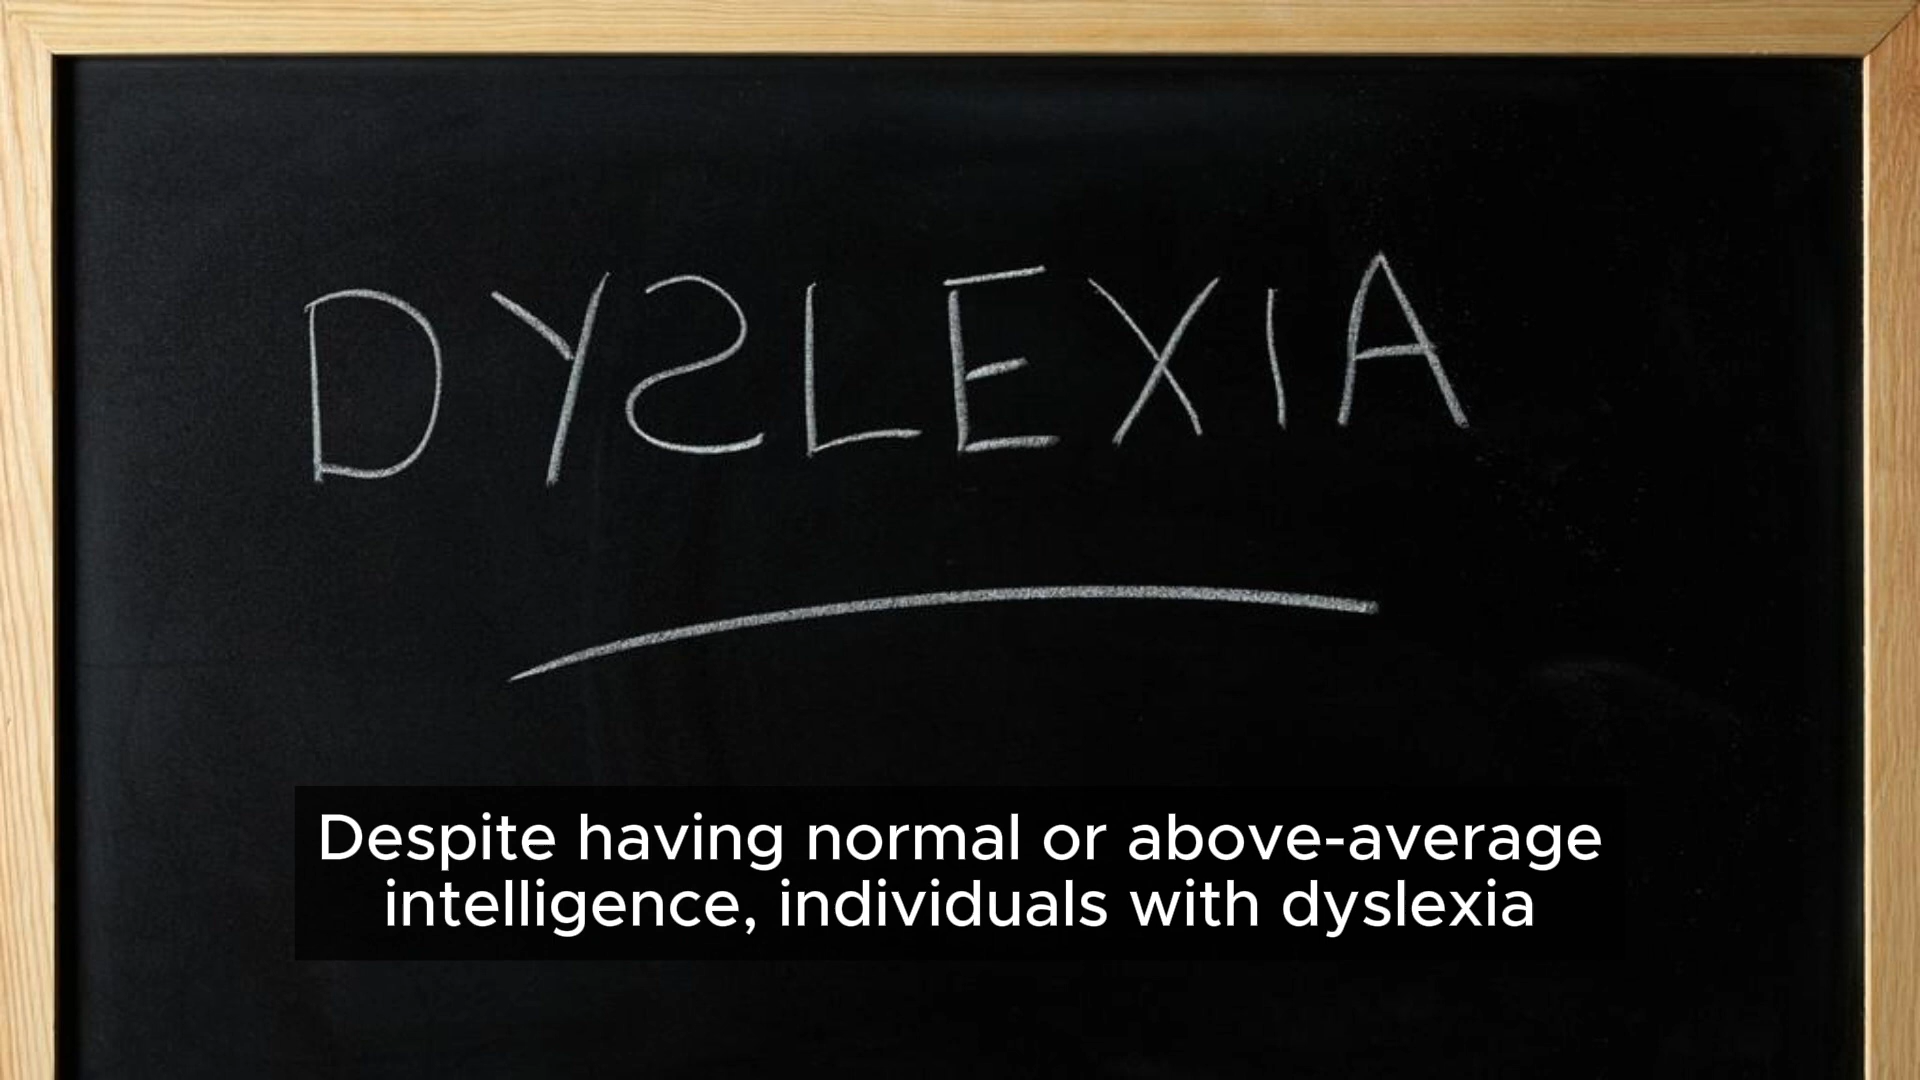 DYSLEXIA
Despite having normal or above-average
intelligence, individuals with dyslexia